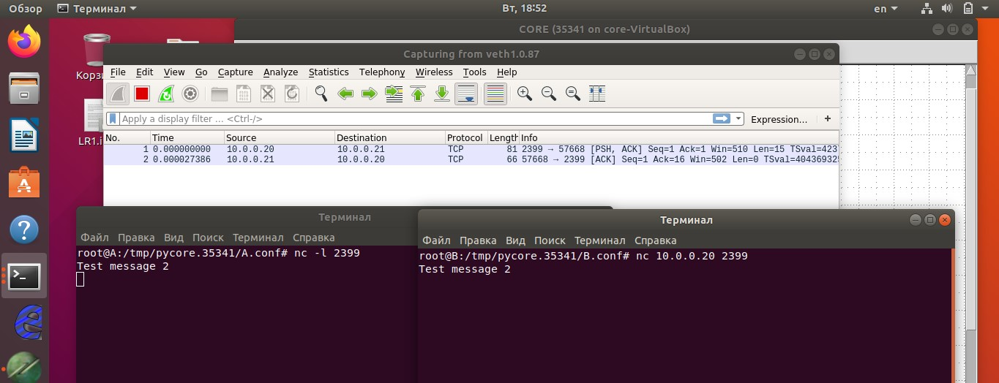 Обзор Терминал Вт, 18:52 en
CORE (35341 on core-VirtualBox)
Capturing from veth1.0.87
File Edit View Go Capture Analyze Statistics Telephony Wireless Tools Help
Apply a display filter ... <Ctrl-/> Expression... +
No. Time Source Destination Protocol Length Info
1 0.000000000 10.0.0.20 10.0.0.21 TCP 81 2399 → 57668 [PSH, ACK] Seq=1 Ack=1 Win=510 Len=15 TSval=423
2 0.000027386 10.0.0.21 10.0.0.20 TCP 66 57668 → 2399 [ACK] Seq=1 Ack=16 Win=502 Len=0 TSval=404369325
LR1.i
Терминал
Файл Правка Вид Поиск Терминал Справка
root@A:/tmp/pycore.35341/A.conf# nc -l 2399
Test message 2
Терминал
Файл Правка Вид Поиск Терминал Справка
root@B:/tmp/pycore.35341/B.conf# nc 10.0.0.20 2399
Test message 2